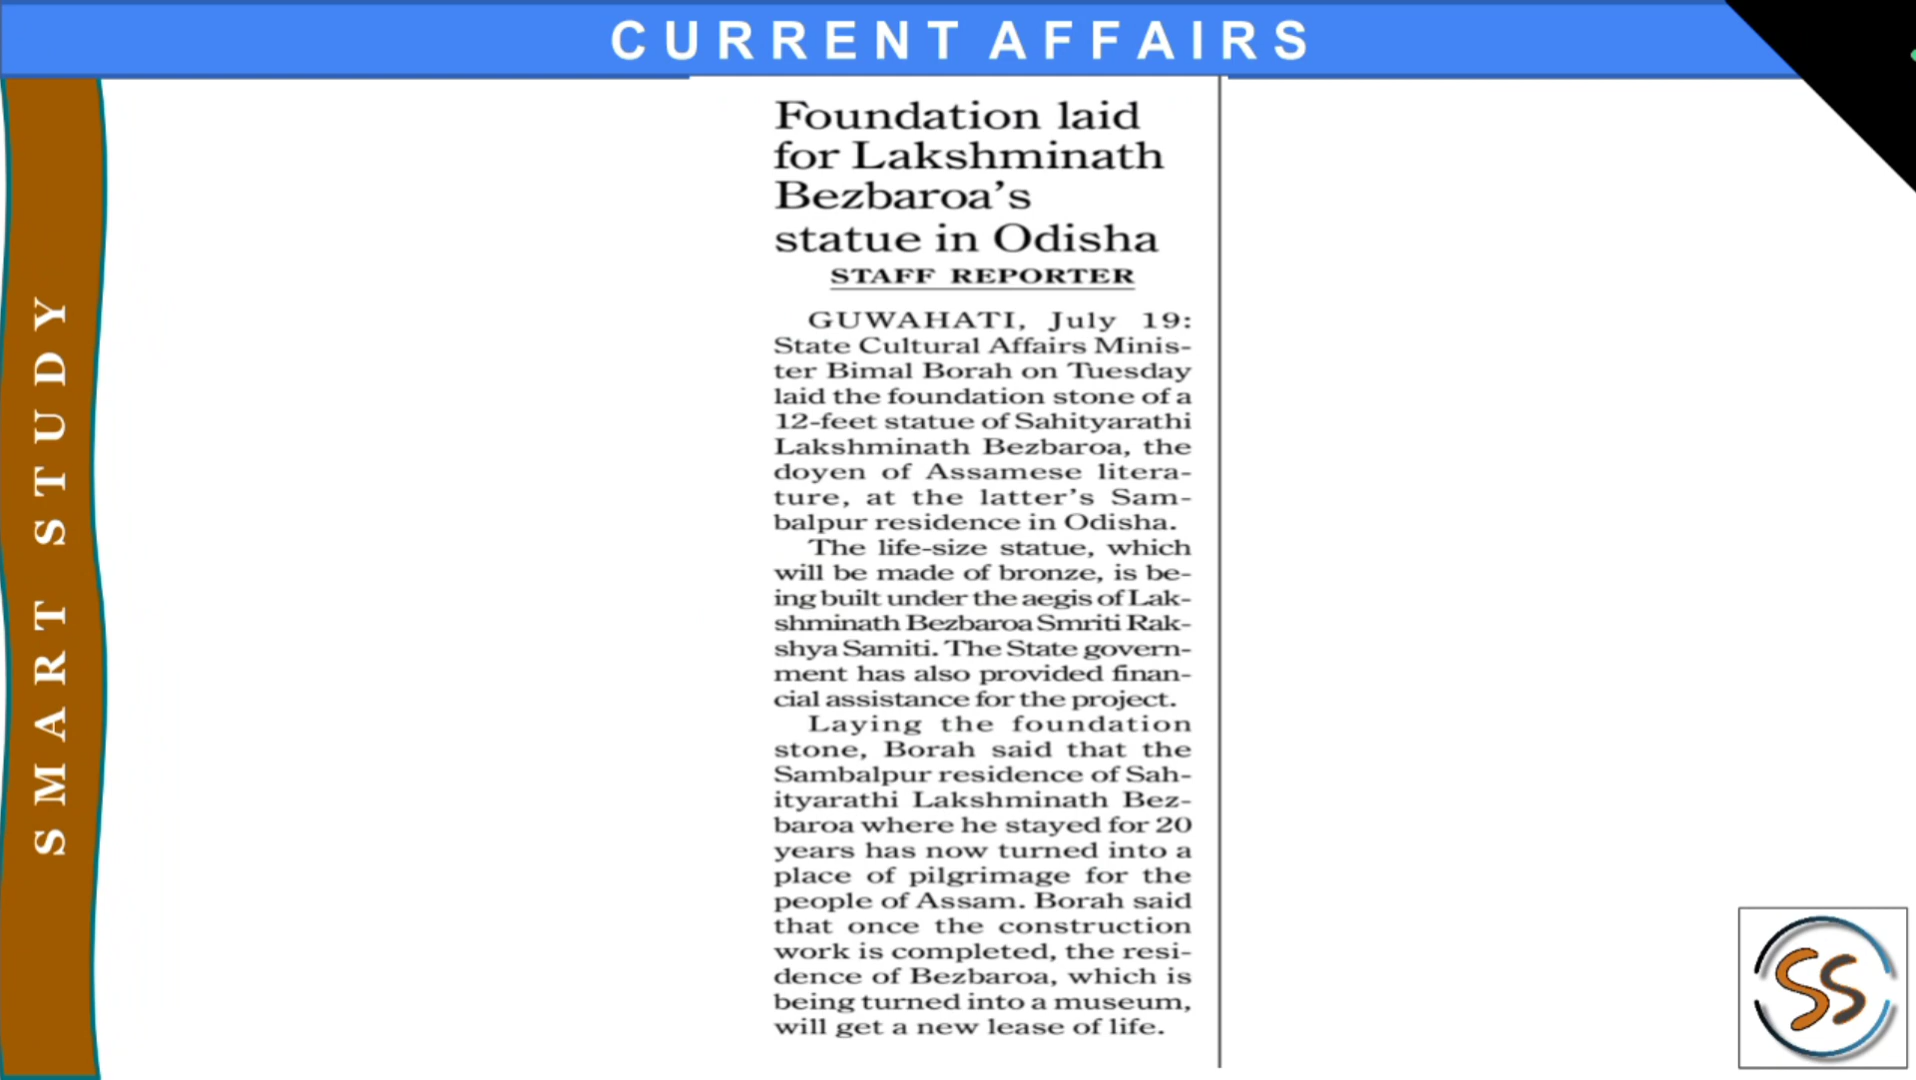 CURRENT AFFAIRS
SMART STUDY
Foundation laid
for Lakshminath
Bezbaroa's
statue in Odisha
STAFF REPORTER
GUWAHATI, July 19:
State Cultural Affairs Minis-
ter Bimal Borah on Tuesday
laid the foundation stone of a
12-feet statue of Sahityarathi
Lakshminath Bezbaroa, the
doyen of Assamese litera-
ture, at the latter's Sam-
balpur residence in Odisha.
The life-size statue, which
will be made of bronze, is be-
ing built under the aegis of Lak-
shminath Bezbaroa Smriti Rak-
shya Samiti. The State govern-
ment has also provided finan-
cial assistance for the project.
Laying the foundation
stone, Borah said that the
Sambalpur residence of Sah-
ityarathi Lakshminath Bez-
baroa where he stayed for 20
years has now turned into a
place of pilgrimage for the
people of Assam. Borah said
that once the construction
work is completed, the resi-
dence of Bezbaroa, which is
being turned into a museum,
will get a new lease of life.
SS